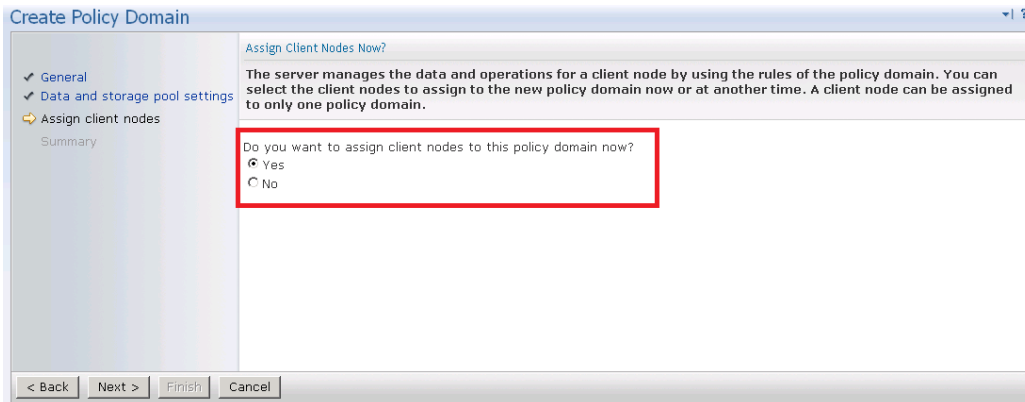 Create Policy Domain
?
Assign Client Nodes Now?
General
Data and storage pool settings
Assign client nodes
Summary
The server manages the data and operations for a client node by using the rules of the policy domain. You can
select the client nodes to assign to the new policy domain now or at another time. A client node can be assigned
to only one policy domain.
Do you want to assign client nodes to this policy domain now?
Yes
No
< Back
Next >
Finish
Cancel